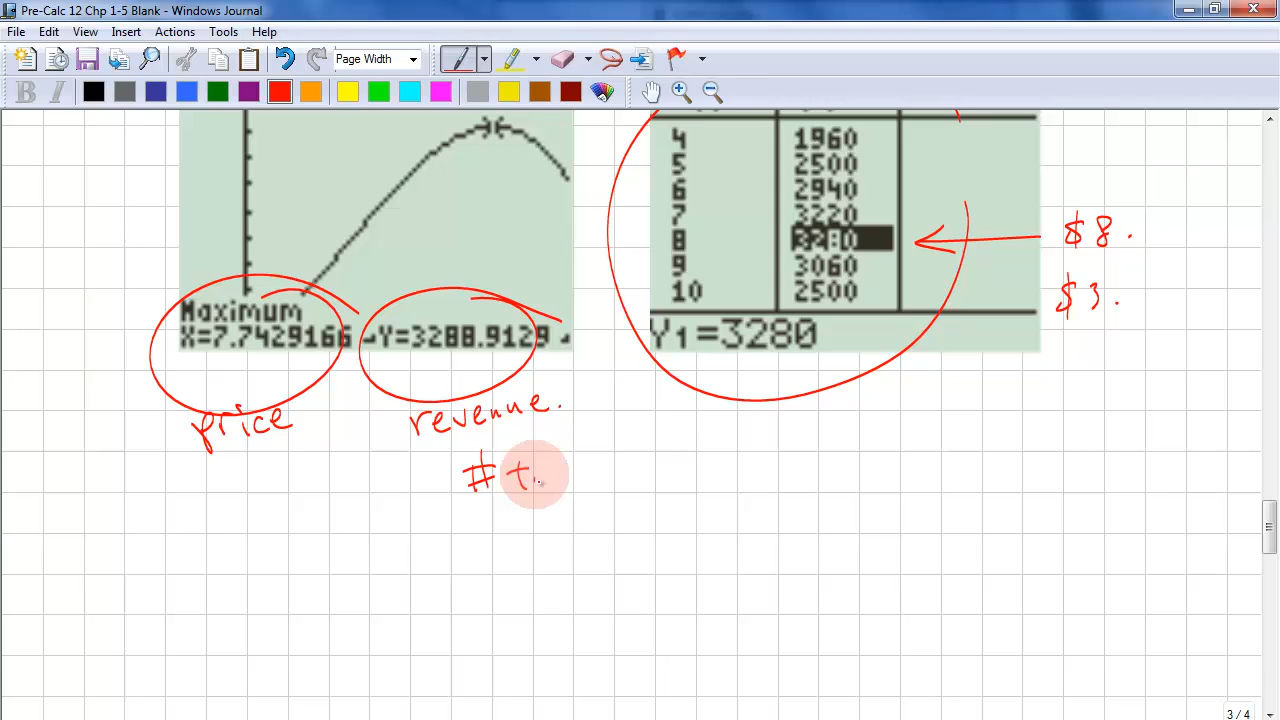 Pre-Calc 12 Chp 1-5 Blank - Windows Journal
File Edit View Insert Actions Tools Help
Page Width
B I
4 1960
5 2500
6 2940
7 3220
8 3280
9 3060
10 2500
Y1=3280
Maximum
X=7.7429166 Y=3288.9129
$8.
$3.
price
revenue.
# t.
3 / 4